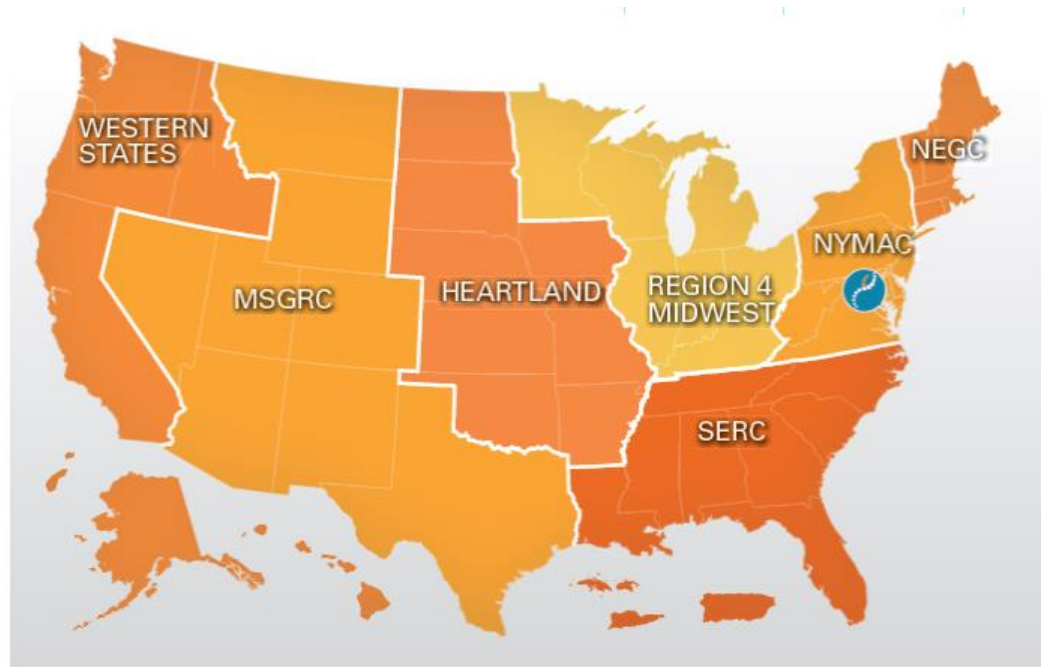 WESTERN
STATES
NEGC
NYMAC
MSGRC
HEARTLAND
REGION 4
MIDWEST
SERC